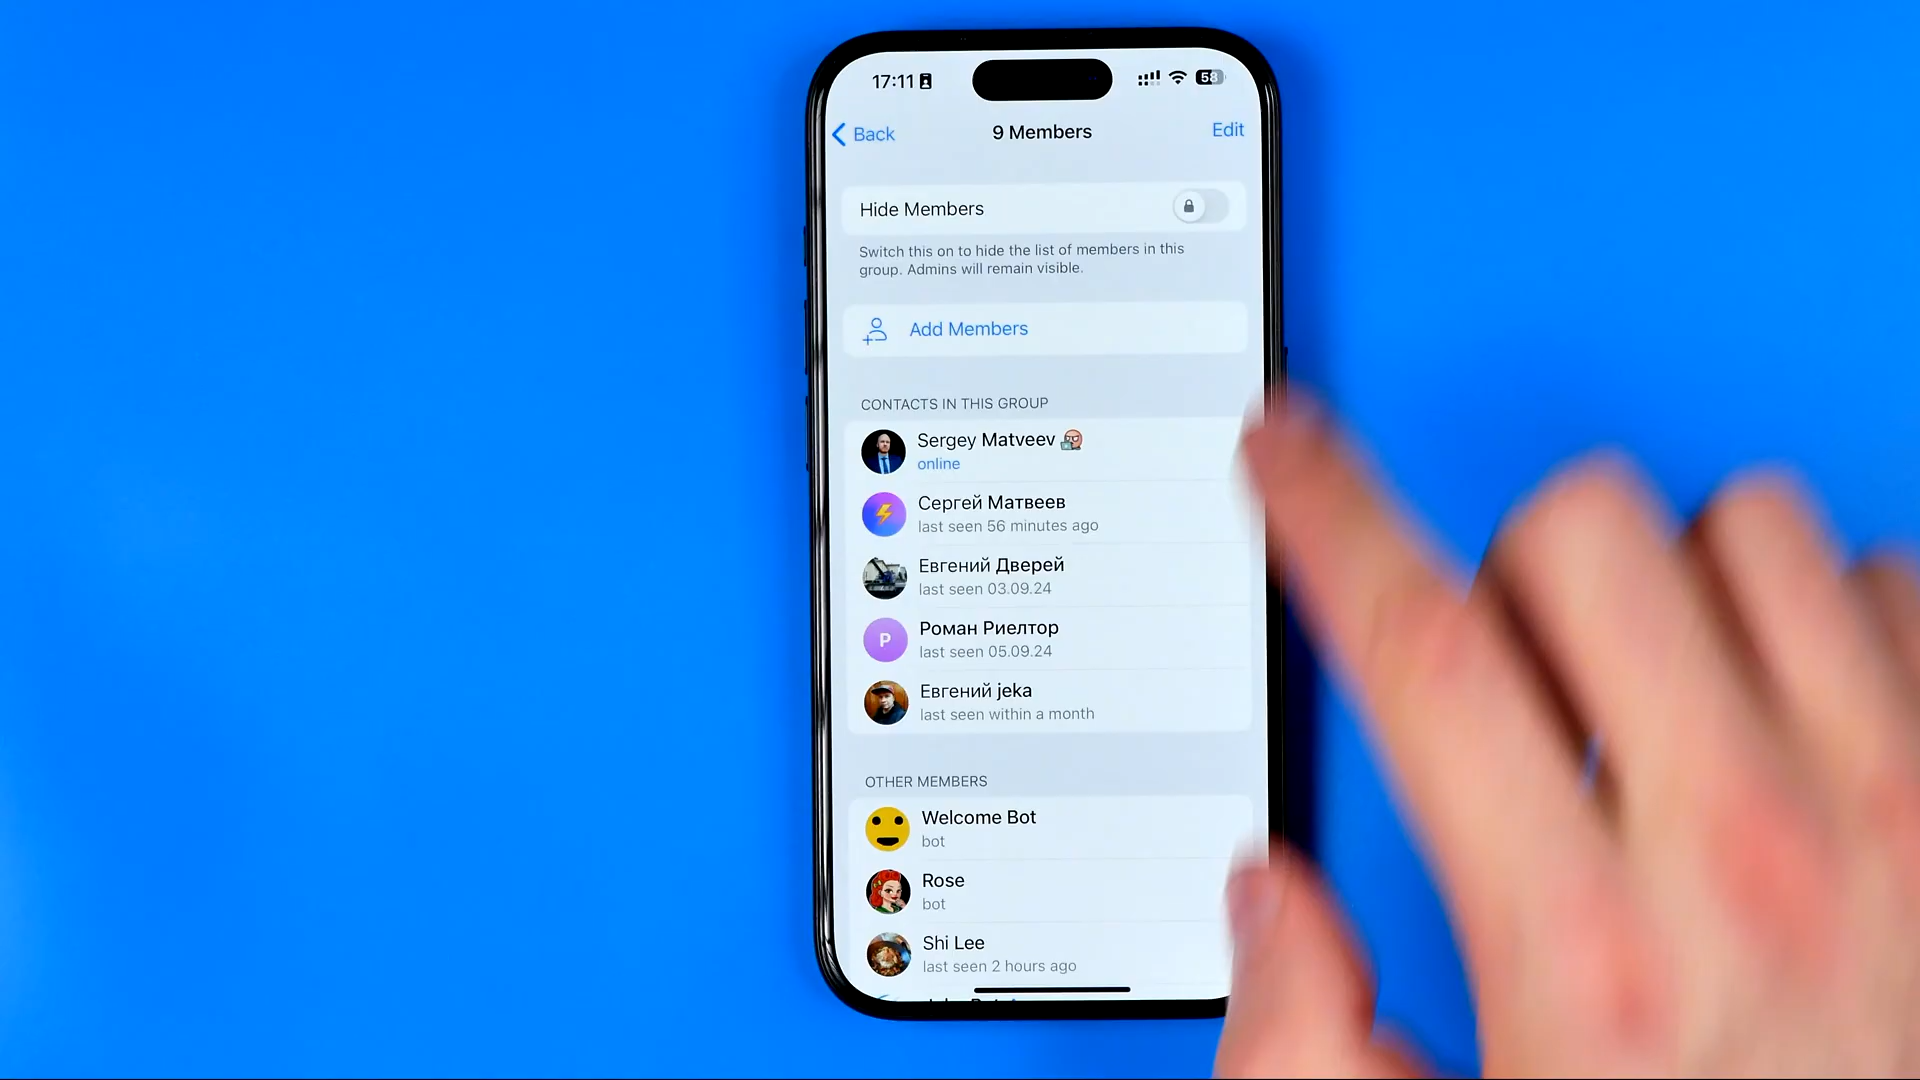 17:11
53
Back
9 Members
Edit
Hide Members
Switch this on to hide the list of members in this
group. Admins will remain visible.
Add Members
CONTACTS IN THIS GROUP
Sergey Matveev
online
Сергей Матвеев
last seen 56 minutes ago
Евгений Дверей
last seen 03.09.24
Р
Роман Риелтор
last seen 05.09.24
Евгений jeka
last seen within a month
OTHER MEMBERS
Welcome Bot
bot
Rose
bot
Shi Lee
last seen 2 hours ago